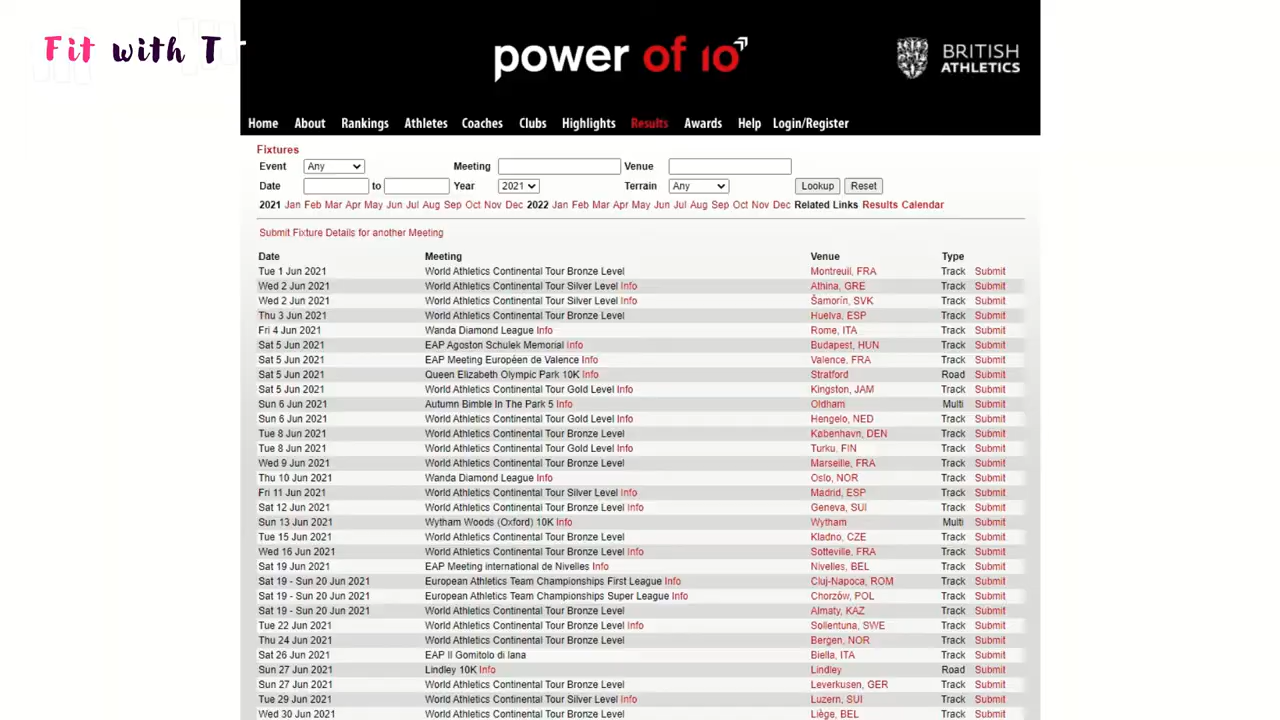 Fit with T
power of 10
BRITISH ATHLETICS
Home About Rankings Athletes Coaches Clubs Highlights Results Awards Help Login/Register
Fixtures
Event Any Meeting Venue
Date to Year 2021 Terrain Any Lookup Reset
2021 Jan Feb Mar Apr May Jun Jul Aug Sep Oct Nov Dec 2022 Jan Feb Mar Apr May Jun Jul Aug Sep Oct Nov Dec Related Links Results Calendar
Submit Fixture Details for another Meeting
Date Meeting Venue Type
Tue 1 Jun 2021 World Athletics Continental Tour Bronze Level Montreuil, FRA Track Submit
Wed 2 Jun 2021 World Athletics Continental Tour Silver Level Info Athina, GRE Track Submit
Wed 2 Jun 2021 World Athletics Continental Tour Silver Level Info Šamorín, SVK Track Submit
Thu 3 Jun 2021 World Athletics Continental Tour Bronze Level Huelva, ESP Track Submit
Fri 4 Jun 2021 Wanda Diamond League Info Rome, ITA Track Submit
Sat 5 Jun 2021 EAP Agoston Schulek Memorial Info Budapest, HUN Track Submit
Sat 5 Jun 2021 EAP Meeting Européen de Valence Info Valence, FRA Track Submit
Sat 5 Jun 2021 Queen Elizabeth Olympic Park 10K Info Stratford Road Submit
Sat 5 Jun 2021 World Athletics Continental Tour Gold Level Info Kingston, JAM Track Submit
Sun 6 Jun 2021 Autumn Bimble In The Park 5 Info Oldham Multi Submit
Sun 6 Jun 2021 World Athletics Continental Tour Gold Level Info Hengelo, NED Track Submit
Tue 8 Jun 2021 World Athletics Continental Tour Bronze Level København, DEN Track Submit
Tue 8 Jun 2021 World Athletics Continental Tour Gold Level Info Turku, FIN Track Submit
Wed 9 Jun 2021 World Athletics Continental Tour Bronze Level Marseille, FRA Track Submit
Thu 10 Jun 2021 Wanda Diamond League Info Oslo, NOR Track Submit
Fri 11 Jun 2021 World Athletics Continental Tour Silver Level Info Madrid, ESP Track Submit
Sat 12 Jun 2021 World Athletics Continental Tour Bronze Level Info Geneva, SUI Track Submit
Sun 13 Jun 2021 Wytham Woods (Oxford) 10K Info Wytham Multi Submit
Tue 15 Jun 2021 World Athletics Continental Tour Bronze Level Kladno, CZE Track Submit
Wed 16 Jun 2021 World Athletics Continental Tour Bronze Level Info Sotteville, FRA Track Submit
Sat 19 Jun 2021 EAP Meeting international de Nivelles Info Nivelles, BEL Track Submit
Sat 19 - Sun 20 Jun 2021 European Athletics Team Championships First League Info Cluj-Napoca, ROM Track Submit
Sat 19 - Sun 20 Jun 2021 European Athletics Team Championships Super League Info Chorzów, POL Track Submit
Sat 19 - Sun 20 Jun 2021 World Athletics Continental Tour Bronze Level Almaty, KAZ Track Submit
Tue 22 Jun 2021 World Athletics Continental Tour Bronze Level Info Sollentuna, SWE Track Submit
Thu 24 Jun 2021 World Athletics Continental Tour Bronze Level Bergen, NOR Track Submit
Sat 26 Jun 2021 EAP Il Gomitolo di lana Biella, ITA Track Submit
Sun 27 Jun 2021 Lindley 10K Info Lindley Road Submit
Sun 27 Jun 2021 World Athletics Continental Tour Bronze Level Leverkusen, GER Track Submit
Tue 29 Jun 2021 World Athletics Continental Tour Silver Level Info Luzern, SUI Track Submit
Wed 30 Jun 2021 World Athletics Continental Tour Bronze Level Liège, BEL Track Submit